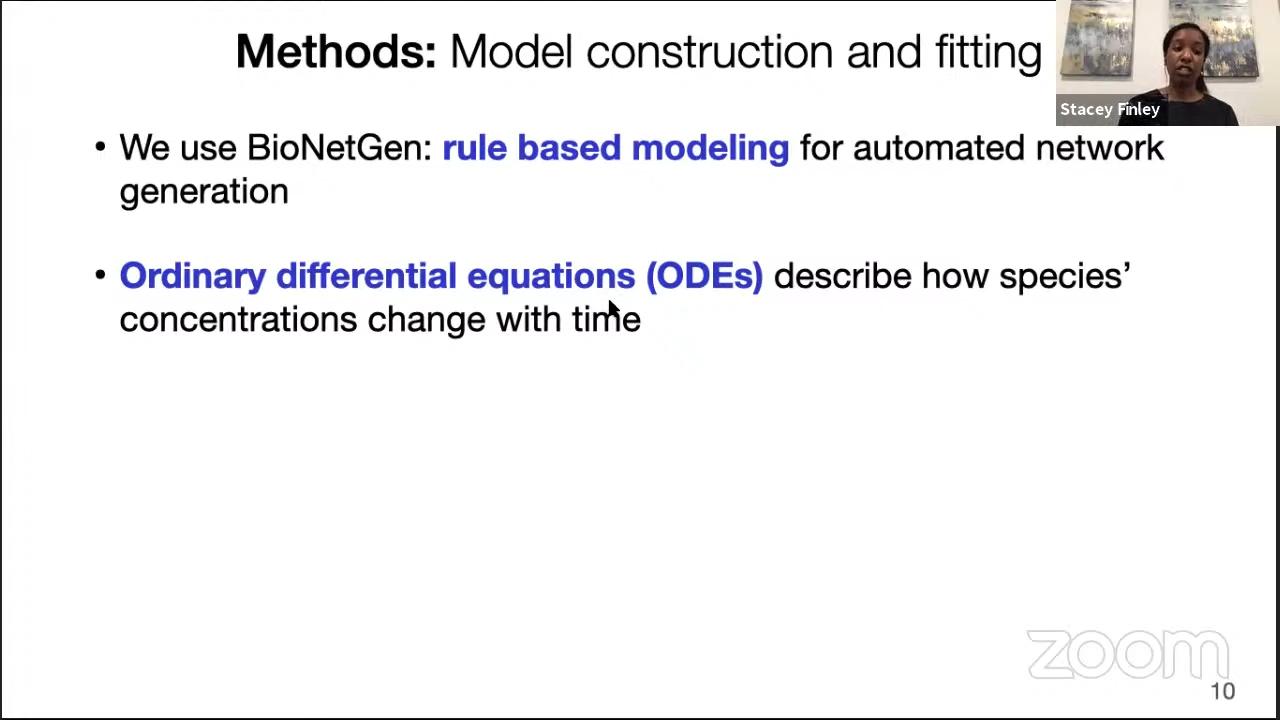 Methods: Model construction and fitting
Stacey Finley
• We use BioNetGen: rule based modeling for automated network
generation
• Ordinary differential equations (ODEs) describe how species’
concentrations change with time
zoom
10